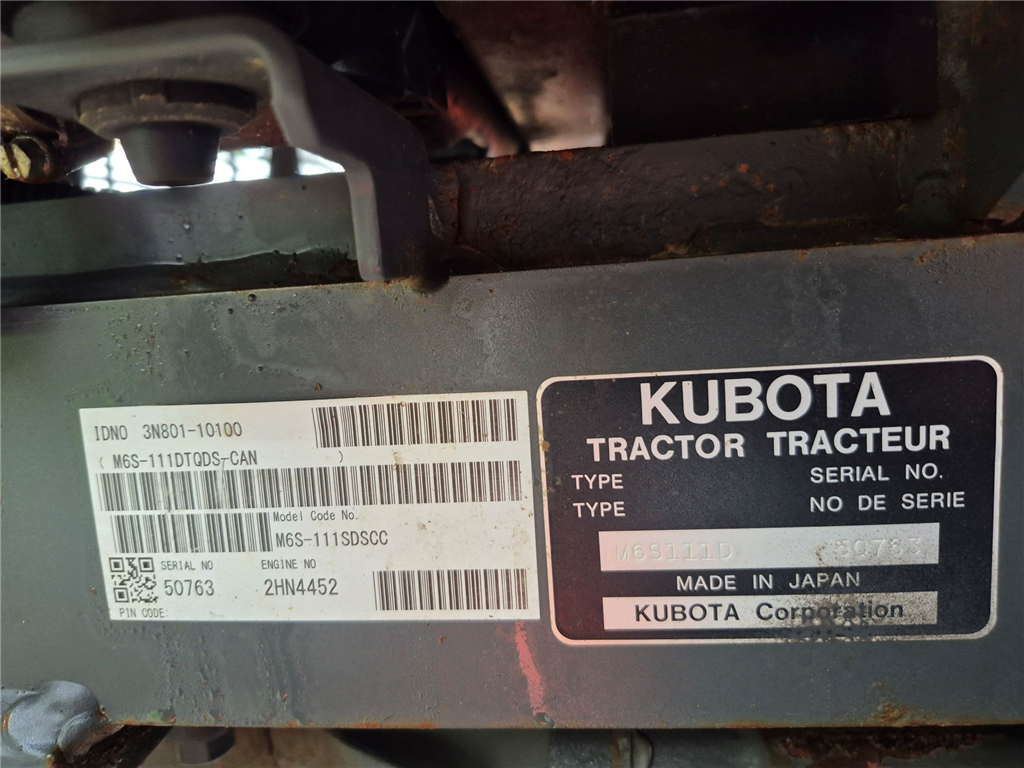 IDNO 3N801-10100
( M6S-111DTQDS-CAN )
Model Code No.
M6S-111SDSCC
SERIAL NO ENGINE NO
50763 2HN4452
PIN CODE:
KUBOTA
TRACTOR TRACTEUR
TYPE SERIAL NO.
TYPE NO DE SERIE
M6S111D 50763
MADE IN JAPAN
KUBOTA Corporation